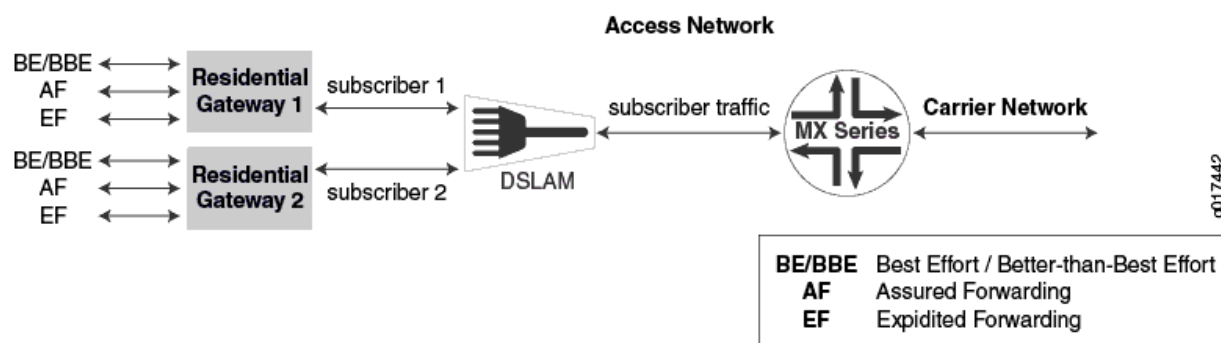 Access Network
BE/BBE
AF
EF
Residential
Gateway 1
subscriber 1
BE/BBE
AF
EF
Residential
Gateway 2
subscriber 2
DSLAM
subscriber traffic
MX Series
Carrier Network
g017442
BE/BBE Best Effort / Better-than-Best Effort
AF Assured Forwarding
EF Expidited Forwarding